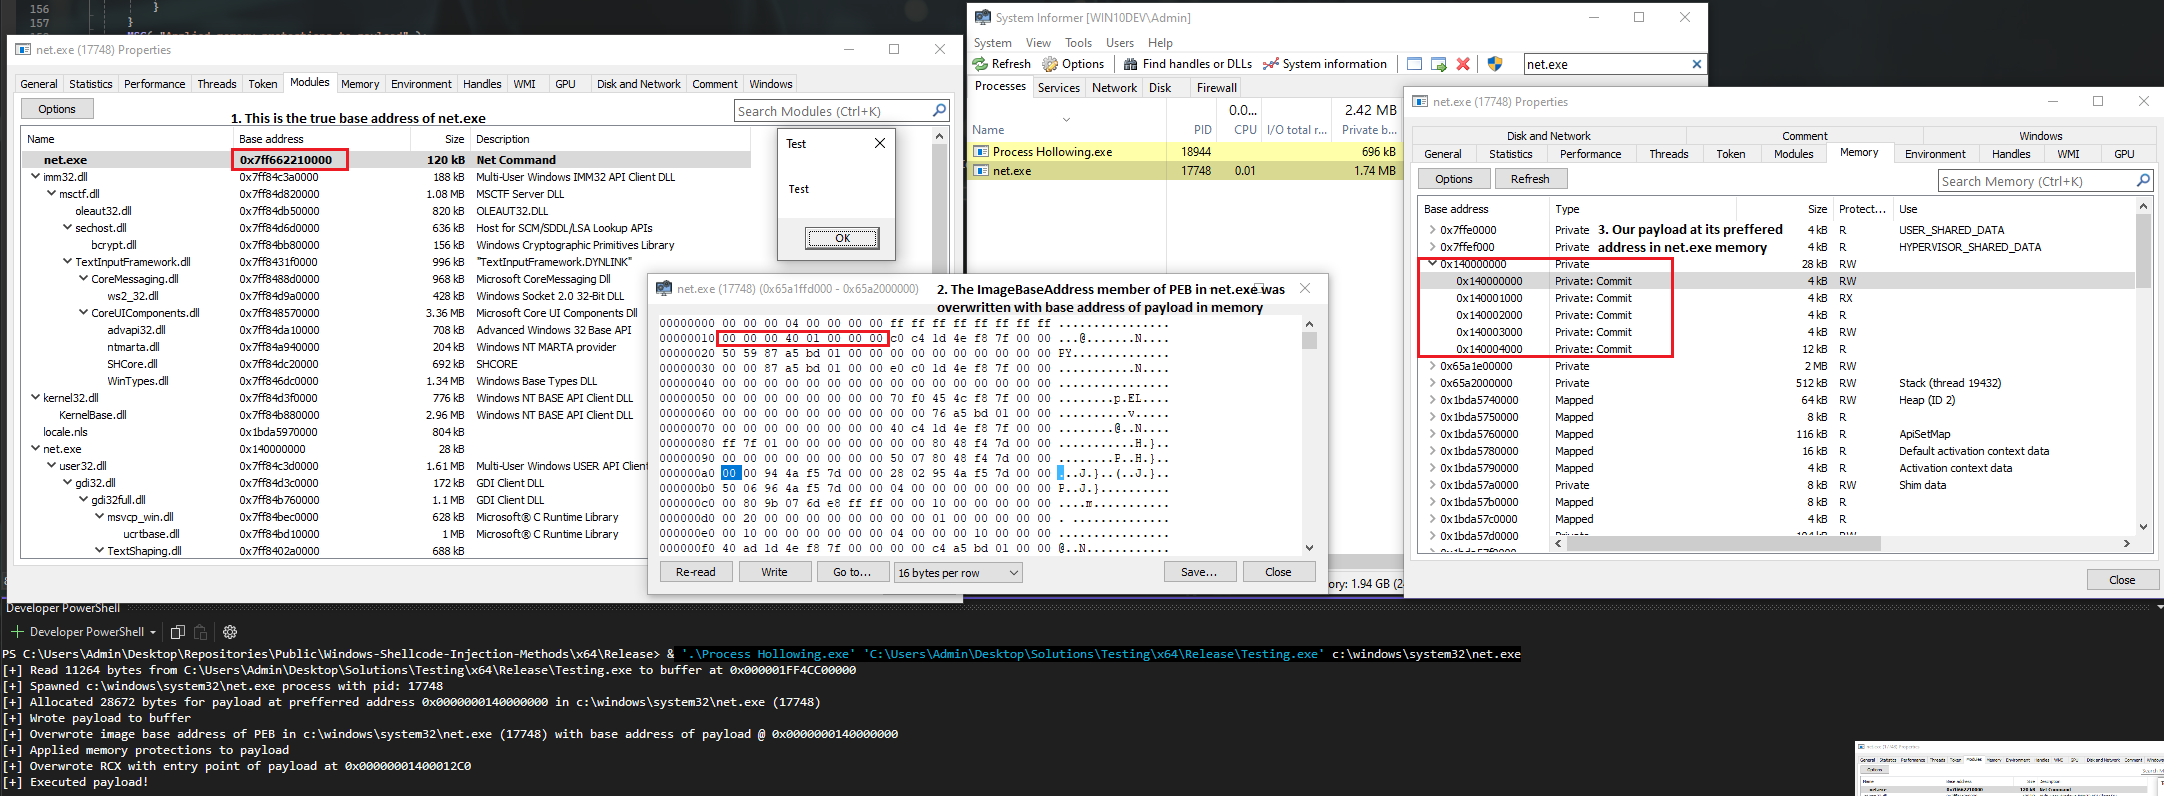 156 }
157 }
net.exe (17748) Properties
General Statistics Performance Threads Token Modules Memory Environment Handles WMI GPU Disk and Network Comment Windows
Options
1. This is the true base address of net.exe
Search Modules (Ctrl+K)
Name Base address Size Description
net.exe 0x7ff662210000 120 kB Net Command
imm32.dll 0x7ff84c3a0000 188 kB Multi-User Windows IMM32 API Client DLL
msctf.dll 0x7ff84d820000 1.08 MB MSCTF Server DLL
oleaut32.dll 0x7ff84db50000 820 kB OLEAUT32.DLL
sechost.dll 0x7ff84d6d0000 636 kB Host for SCM/SDDL/LSA Lookup APIs
bcrypt.dll 0x7ff84bb80000 156 kB Windows Cryptographic Primitives Library
TextInputFramework.dll 0x7ff8431f0000 996 kB "TextInputFramework.DYNLINK"
CoreMessaging.dll 0x7ff8488d0000 968 kB Microsoft CoreMessaging Dll
ws2_32.dll 0x7ff84d9a0000 428 kB Windows Socket 2.0 32-Bit DLL
CoreUIComponents.dll 0x7ff848570000 3.36 MB Microsoft Core UI Components Dll
advapi32.dll 0x7ff84da10000 708 kB Advanced Windows 32 Base API
ntmarta.dll 0x7ff84a940000 204 kB Windows NT MARTA provider
SHCore.dll 0x7ff84dc20000 692 kB SHCORE
WinTypes.dll 0x7ff846dc0000 1.34 MB Windows Base Types DLL
kernel32.dll 0x7ff84d3f0000 776 kB Windows NT BASE API Client DLL
KernelBase.dll 0x7ff84b880000 2.96 MB Windows NT BASE API Client DLL
locale.nls 0x1bda5970000 804 kB
net.exe 0x140000000 28 kB
user32.dll 0x7ff84c3d0000 1.61 MB Multi-User Windows USER API Client
gdi32.dll 0x7ff84d3c0000 172 kB GDI Client DLL
gdi32full.dll 0x7ff84b760000 1.1 MB GDI Client DLL
msvcp_win.dll 0x7ff84bec0000 628 kB Microsoft® C Runtime Library
ucrtbase.dll 0x7ff84bd10000 1 MB Microsoft® C Runtime Library
TextShaping.dll 0x7ff8402a0000 688 kB
Test
Test
OK
System Informer [WIN10DEV\Admin]
System View Tools Users Help
Refresh Options Find handles or DLLs System information net.exe
Processes Services Network Disk Firewall
0.0... 2.42 MB
Name PID CPU I/O total r... Private b...
Process Hollowing.exe 18944 696 kB
net.exe 17748 0.01 1.74 MB
net.exe (17748) (0x65a1ffd000 - 0x65a2000000)
2. The ImageBaseAddress member of PEB in net.exe was
overwritten with base address of payload in memory
00000000 00 00 00 04 00 00 00 00 ff ff ff ff ff ff ff ff ................
00000010 00 00 00 40 01 00 00 00 c0 c4 1d 4e f8 7f 00 00 ...@.......N....
00000020 50 59 87 a5 bd 01 00 00 00 00 00 00 00 00 00 00 PY..............
00000030 00 00 87 a5 bd 01 00 00 e0 c0 1d 4e f8 7f 00 00 ...........N....
00000040 00 00 00 00 00 00 00 00 00 00 00 00 00 00 00 00 ................
00000050 00 00 00 00 00 00 00 00 70 f0 45 4c f8 7f 00 00 ........p.EL....
00000060 00 00 00 00 00 00 00 00 00 00 76 a5 bd 01 00 00 ..........v.....
00000070 00 00 00 00 00 00 00 00 40 c4 1d 4e f8 7f 00 00 ........@..N....
00000080 ff 7f 01 00 00 00 00 00 00 00 80 48 f4 7d 00 00 ...........H.}..
00000090 00 00 00 00 00 00 00 00 50 07 80 48 f4 7d 00 00 ........P..H.}..
000000a0 00 00 94 4a f5 7d 00 00 28 02 95 4a f5 7d 00 00 ...J.}..(..J.}..
000000b0 50 06 96 4a f5 7d 00 00 04 00 00 00 00 00 00 00 P..J.}..........
000000c0 00 80 9b 07 6d e8 ff ff 00 00 10 00 00 00 00 00 ....m...........
000000d0 00 20 00 00 00 00 00 00 00 00 01 00 00 00 00 00 . ..............
000000e0 00 10 00 00 00 00 00 00 04 00 00 00 10 00 00 00 ................
000000f0 40 ad 1d 4e f8 7f 00 00 00 00 c4 a5 bd 01 00 00 @..N............
Re-read Write Go to... 16 bytes per row Save... Close
ory: 1.94 GB (2
net.exe (17748) Properties
Disk and Network Comment Windows
General Statistics Performance Threads Token Modules Memory Environment Handles WMI GPU
Options Refresh Search Memory (Ctrl+K)
Base address Type Size Protect... Use
3. Our payload at its preffered
address in net.exe memory
0x7ffe0000 Private 4 kB R USER_SHARED_DATA
0x7ffef000 Private 4 kB R HYPERVISOR_SHARED_DATA
0x140000000 Private 28 kB RW
0x140000000 Private: Commit 4 kB RW
0x140001000 Private: Commit 4 kB RX
0x140002000 Private: Commit 4 kB R
0x140003000 Private: Commit 4 kB RW
0x140004000 Private: Commit 12 kB R
0x65a1e00000 Private 2 MB RW
0x65a2000000 Private 512 kB RW Stack (thread 19432)
0x1bda5740000 Mapped 64 kB RW Heap (ID 2)
0x1bda5750000 Mapped 8 kB R
0x1bda5760000 Mapped 116 kB R ApiSetMap
0x1bda5780000 Mapped 16 kB R Default activation context data
0x1bda5790000 Mapped 4 kB R Activation context data
0x1bda57a0000 Private 8 kB RW Shim data
0x1bda57b0000 Mapped 8 kB R
0x1bda57c0000 Mapped 4 kB R
0x1bda57d0000 Private 8 kB RW
Close
Developer PowerShell
Developer PowerShell
PS C:\Users\Admin\Desktop\Repositories\Public\Windows-Shellcode-Injection-Methods\x64\Release> & '.\Process Hollowing.exe' 'C:\Users\Admin\Desktop\Solutions\Testing\x64\Release\Testing.exe' c:\windows\system32\net.exe
[+] Read 11264 bytes from C:\Users\Admin\Desktop\Solutions\Testing\x64\Release\Testing.exe to buffer at 0x000001FF4CC00000
[+] Spawned c:\windows\system32\net.exe process with pid: 17748
[+] Allocated 28672 bytes for payload at prefferred address 0x0000000140000000 in c:\windows\system32\net.exe (17748)
[+] Wrote payload to buffer
[+] Overwrote image base address of PEB in c:\windows\system32\net.exe (17748) with base address of payload @ 0x0000000140000000
[+] Applied memory protections to payload
[+] Overwrote RCX with entry point of payload at 0x00000001400012C0
[+] Executed payload!